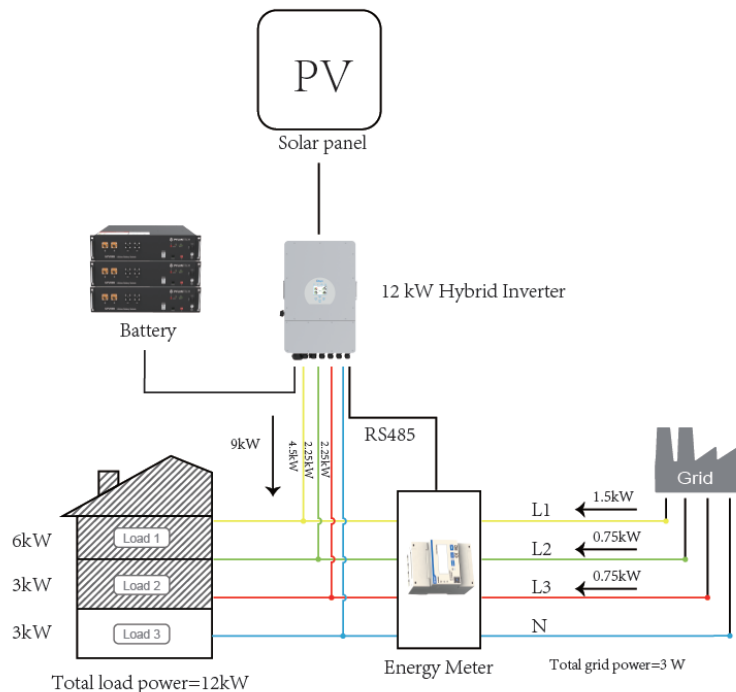 PV
Solar panel
12 kW Hybrid Inverter
Battery
RS485
9kW
4.5kW
2.25kW
2.25kW
Grid
1.5kW
L1
6kW
Load 1
0.75kW
L2
3kW
Load 2
0.75kW
L3
3kW
Load 3
N
Energy Meter
Total grid power=3 W
Total load power=12kW